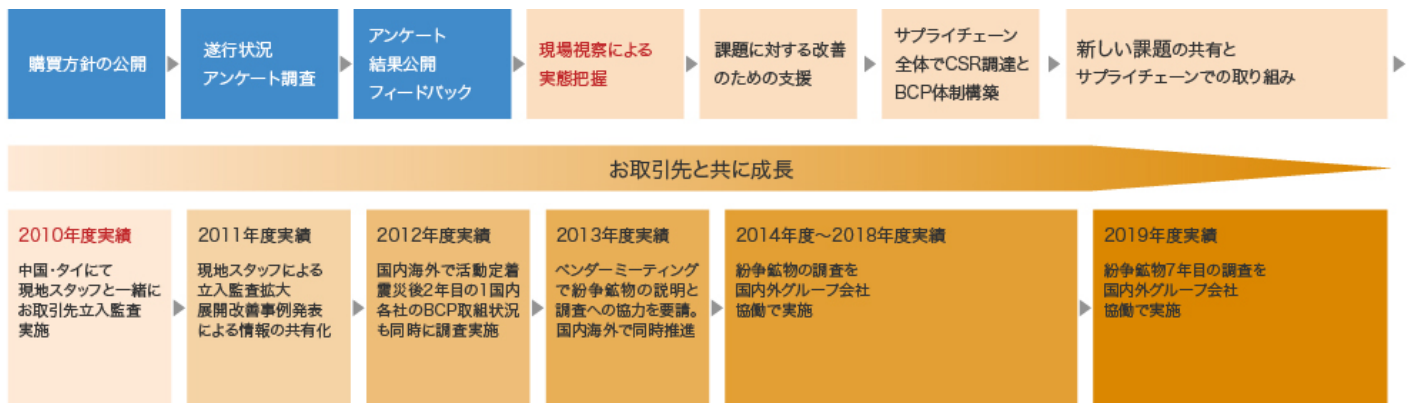 購買方針の公開
遂行状況
アンケート調査
アンケート
結果公開
フィードバック
現場視察による
実態把握
課題に対する改善
のための支援
サプライチェーン
全体でCSR調達と
BCP体制構築
新しい課題の共有と
サプライチェーンでの取り組み
お取引先と共に成長
2010年度実績
中国・タイにて
現地スタッフと一緒に
お取引先立入監査
実施
2011年度実績
現地スタッフによる
立入監査拡大
展開改善事例発表
による情報の共有化
2012年度実績
国内海外で活動定着
震災後2年目の1国内
各社のBCP取組状況
も同時に調査実施
2013年度実績
ベンダーミーティング
で紛争鉱物の説明と
調査への協力を要請。
国内海外で同時推進
2014年度～2018年度実績
紛争鉱物の調査を
国内外グループ会社
協働で実施
2019年度実績
紛争鉱物7年目の調査を
国内外グループ会社
協働で実施